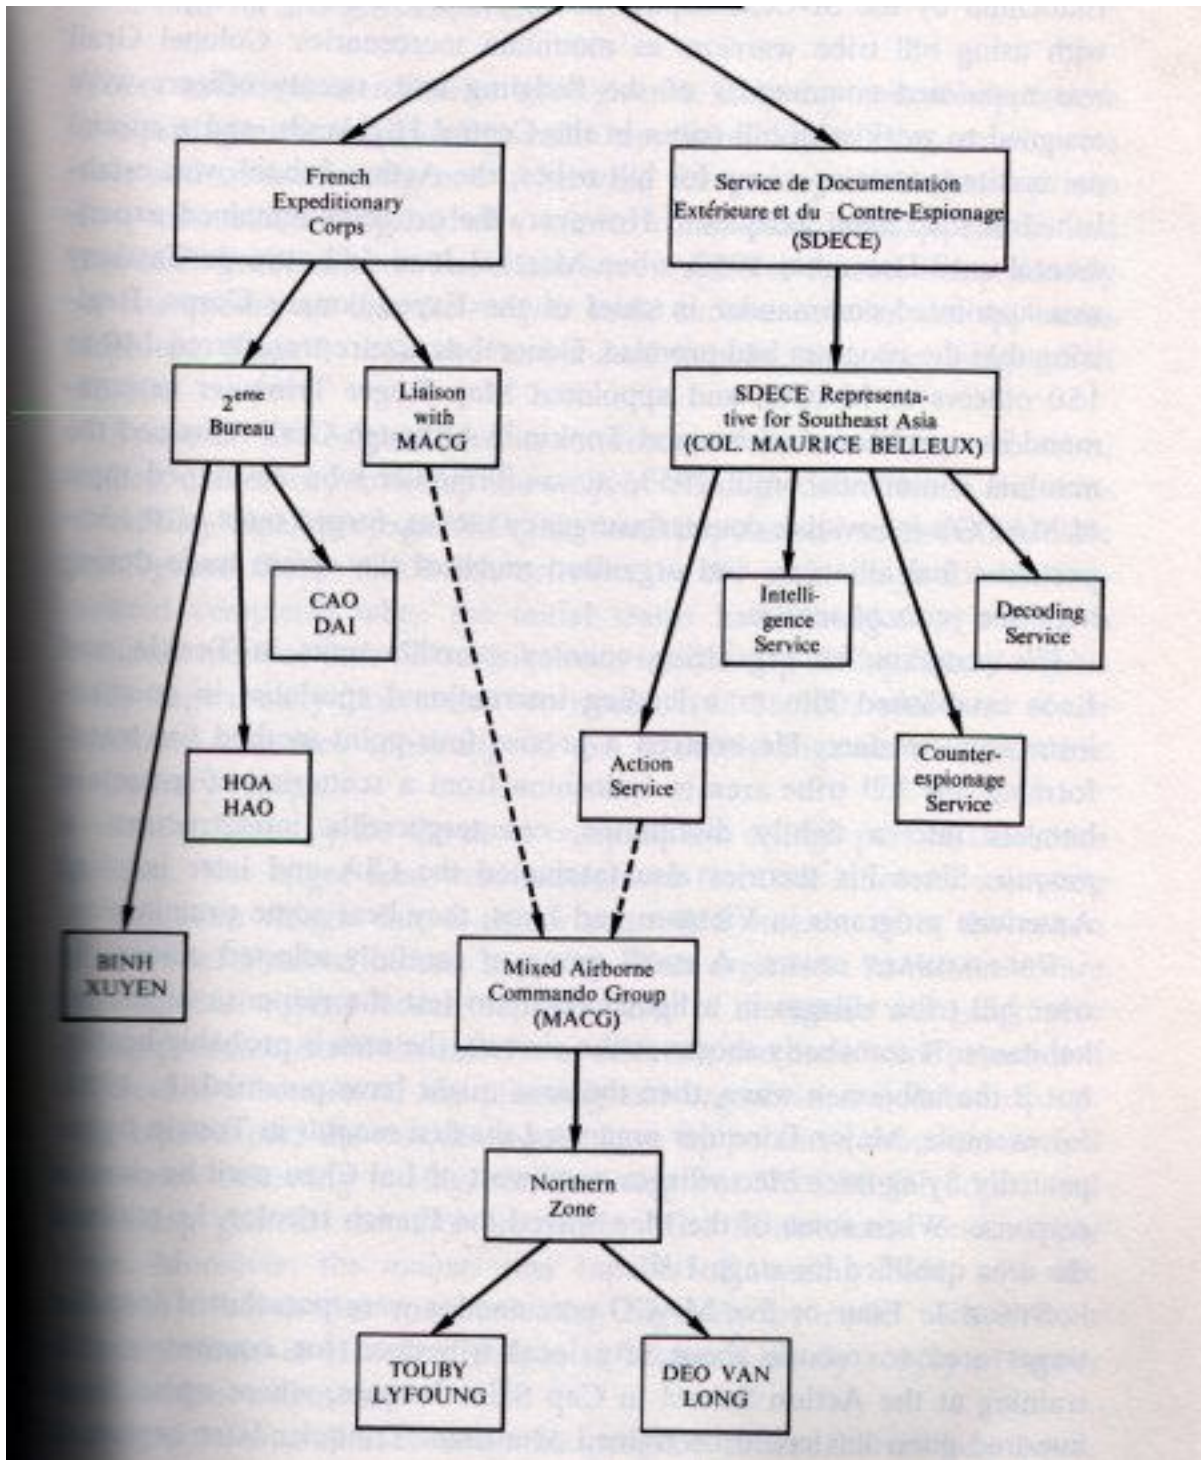 French
Expeditionary
Corps
Service de Documentation
Extérieure et du Contre-Espionage
(SDECE)
2eme
Bureau
Liaison
with
MACG
SDECE Representa-
tive for Southeast Asia
(COL. MAURICE BELLEUX)
CAO
DAI
Intelli-
gence
Service
Decoding
Service
HOA
HAO
Action
Service
Counter-
espionage
Service
BINH
XUYEN
Mixed Airborne
Commando Group
(MACG)
Northern
Zone
TOUBY
LYFOUNG
DEO VAN
LONG